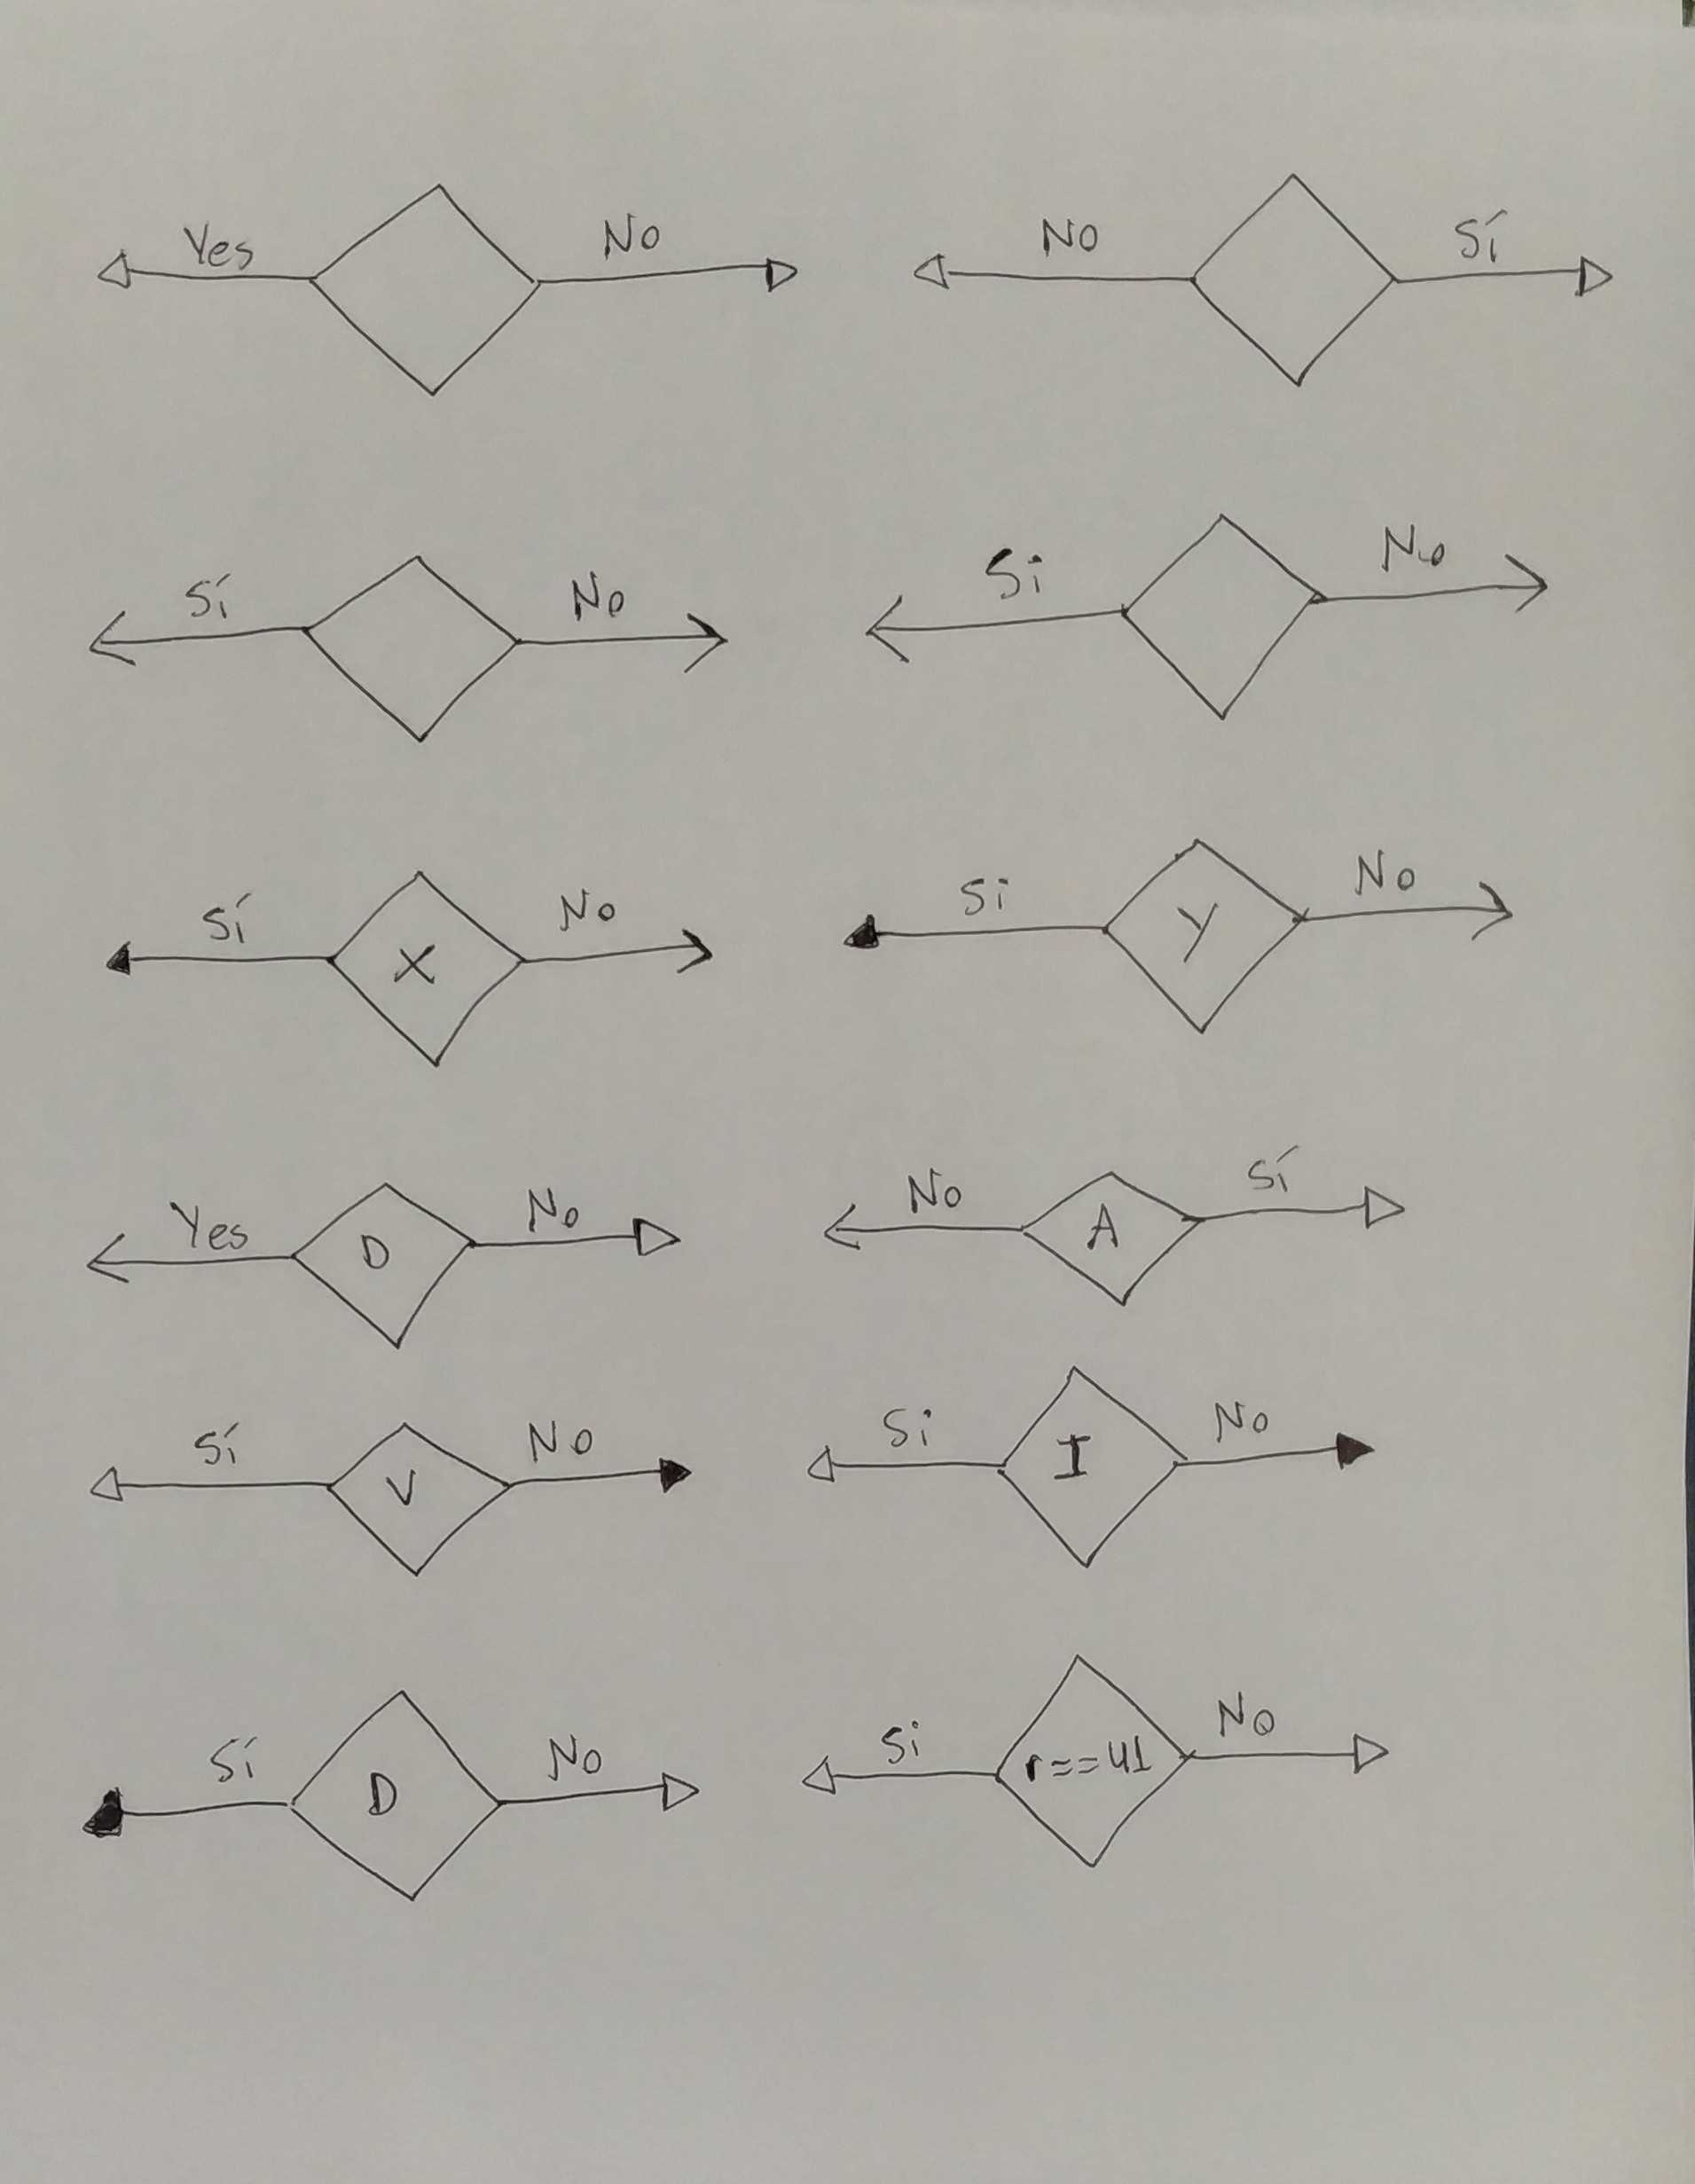 Yes No No Sí
Sí No Si No
Sí X No Si Y No
Yes D No No A Sí
Sí V No Si I No
Sí D No Si r==u1 No